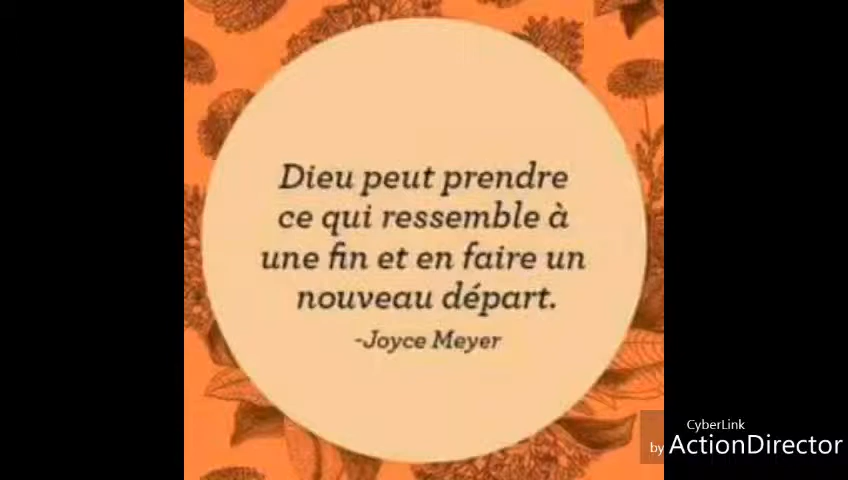 Dieu peut prendre
ce qui ressemble à
une fin et en faire un
nouveau départ.
-Joyce Meyer
CyberLink
by ActionDirector